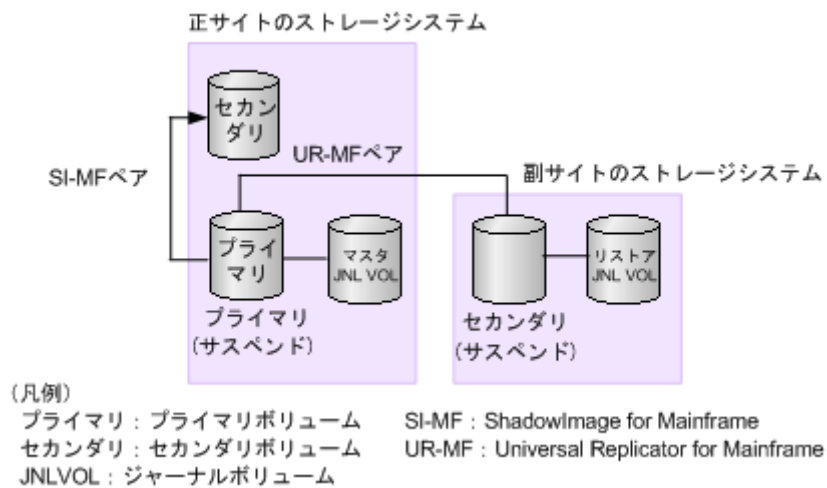 正サイトのストレージシステム
セカン
ダリ
SI-MFペア
UR-MFペア
副サイトのストレージシステム
プライ
マリ
マスタ
JNL VOL
リストア
JNL VOL
プライマリ
(サスペンド)
セカンダリ
(サスペンド)
(凡例)
プライマリ：プライマリボリューム
SI-MF：ShadowImage for Mainframe
セカンダリ：セカンダリボリューム
UR-MF：Universal Replicator for Mainframe
JNLVOL：ジャーナルボリューム